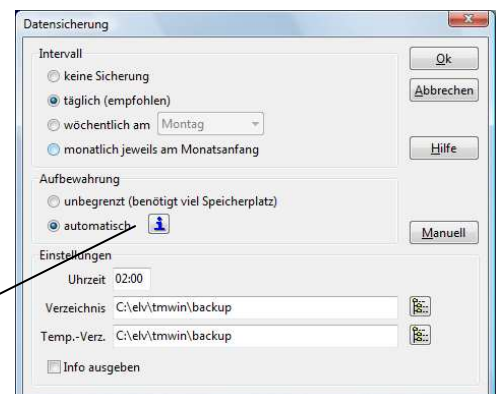 Datensicherung
Intervall
keine Sicherung
täglich (empfohlen)
wöchentlich am Montag
monatlich jeweils am Monatsanfang
Ok
Abbrechen
Hilfe
Aufbewahrung
unbegrenzt (benötigt viel Speicherplatz)
automatisch i
Manuell
Einstellungen
Uhrzeit 02:00
Verzeichnis C:\elv\tmwin\backup
Temp.-Verz. C:\elv\tmwin\backup
Info ausgeben